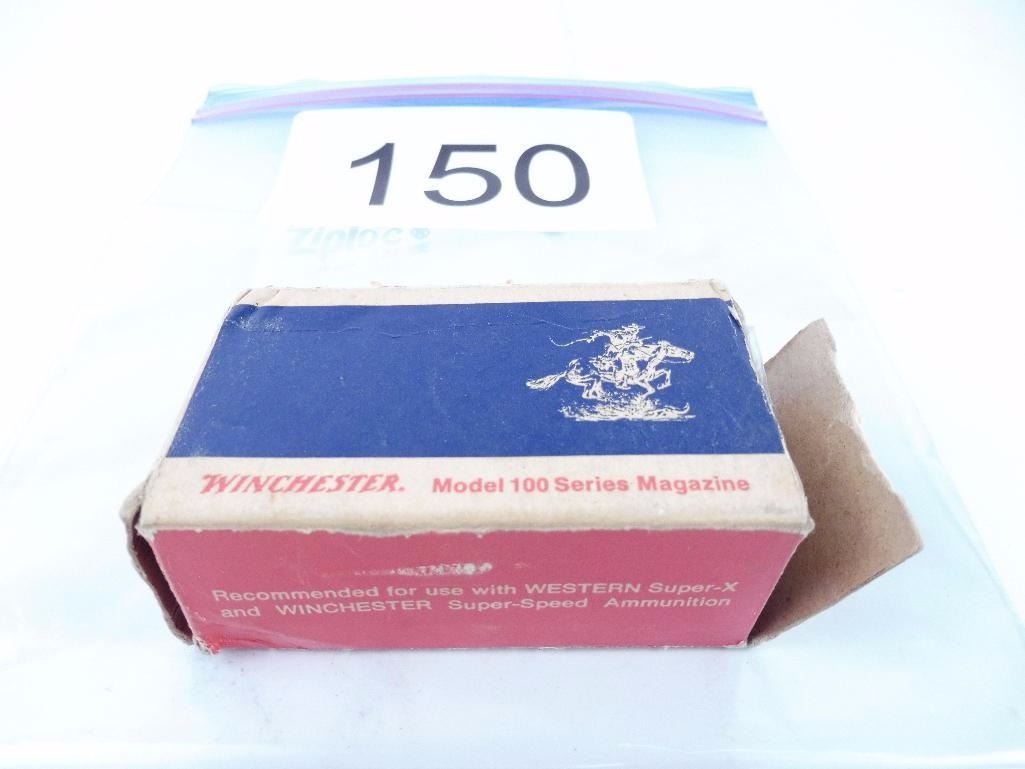 150
Ziploc®
WINCHESTER. Model 100 Series Magazine
Recommended for use with WESTERN Super-X
and WINCHESTER Super-Speed Ammunition